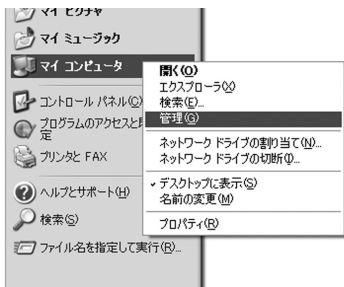 マイ ピクチャ
マイ ミュージック
マイ コンピュータ
コントロール パネル(C)
プログラムのアクセスと
定
プリンタと FAX
ヘルプとサポート(H)
検索(S)
ファイル名を指定して実行(R)...
開く(O)
エクスプローラ(X)
検索(E)...
管理(G)
ネットワーク ドライブの割り当て(N)...
ネットワーク ドライブの切断(I)...
デスクトップに表示(S)
名前の変更(M)
プロパティ(R)